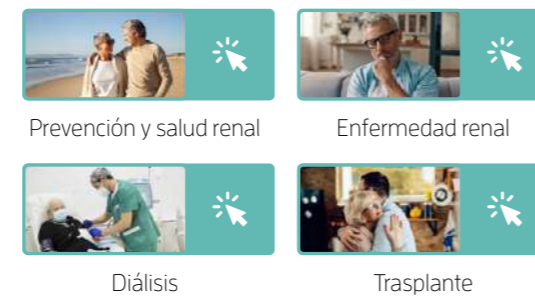 Prevención y salud renal
Enfermedad renal
Diálisis
Trasplante